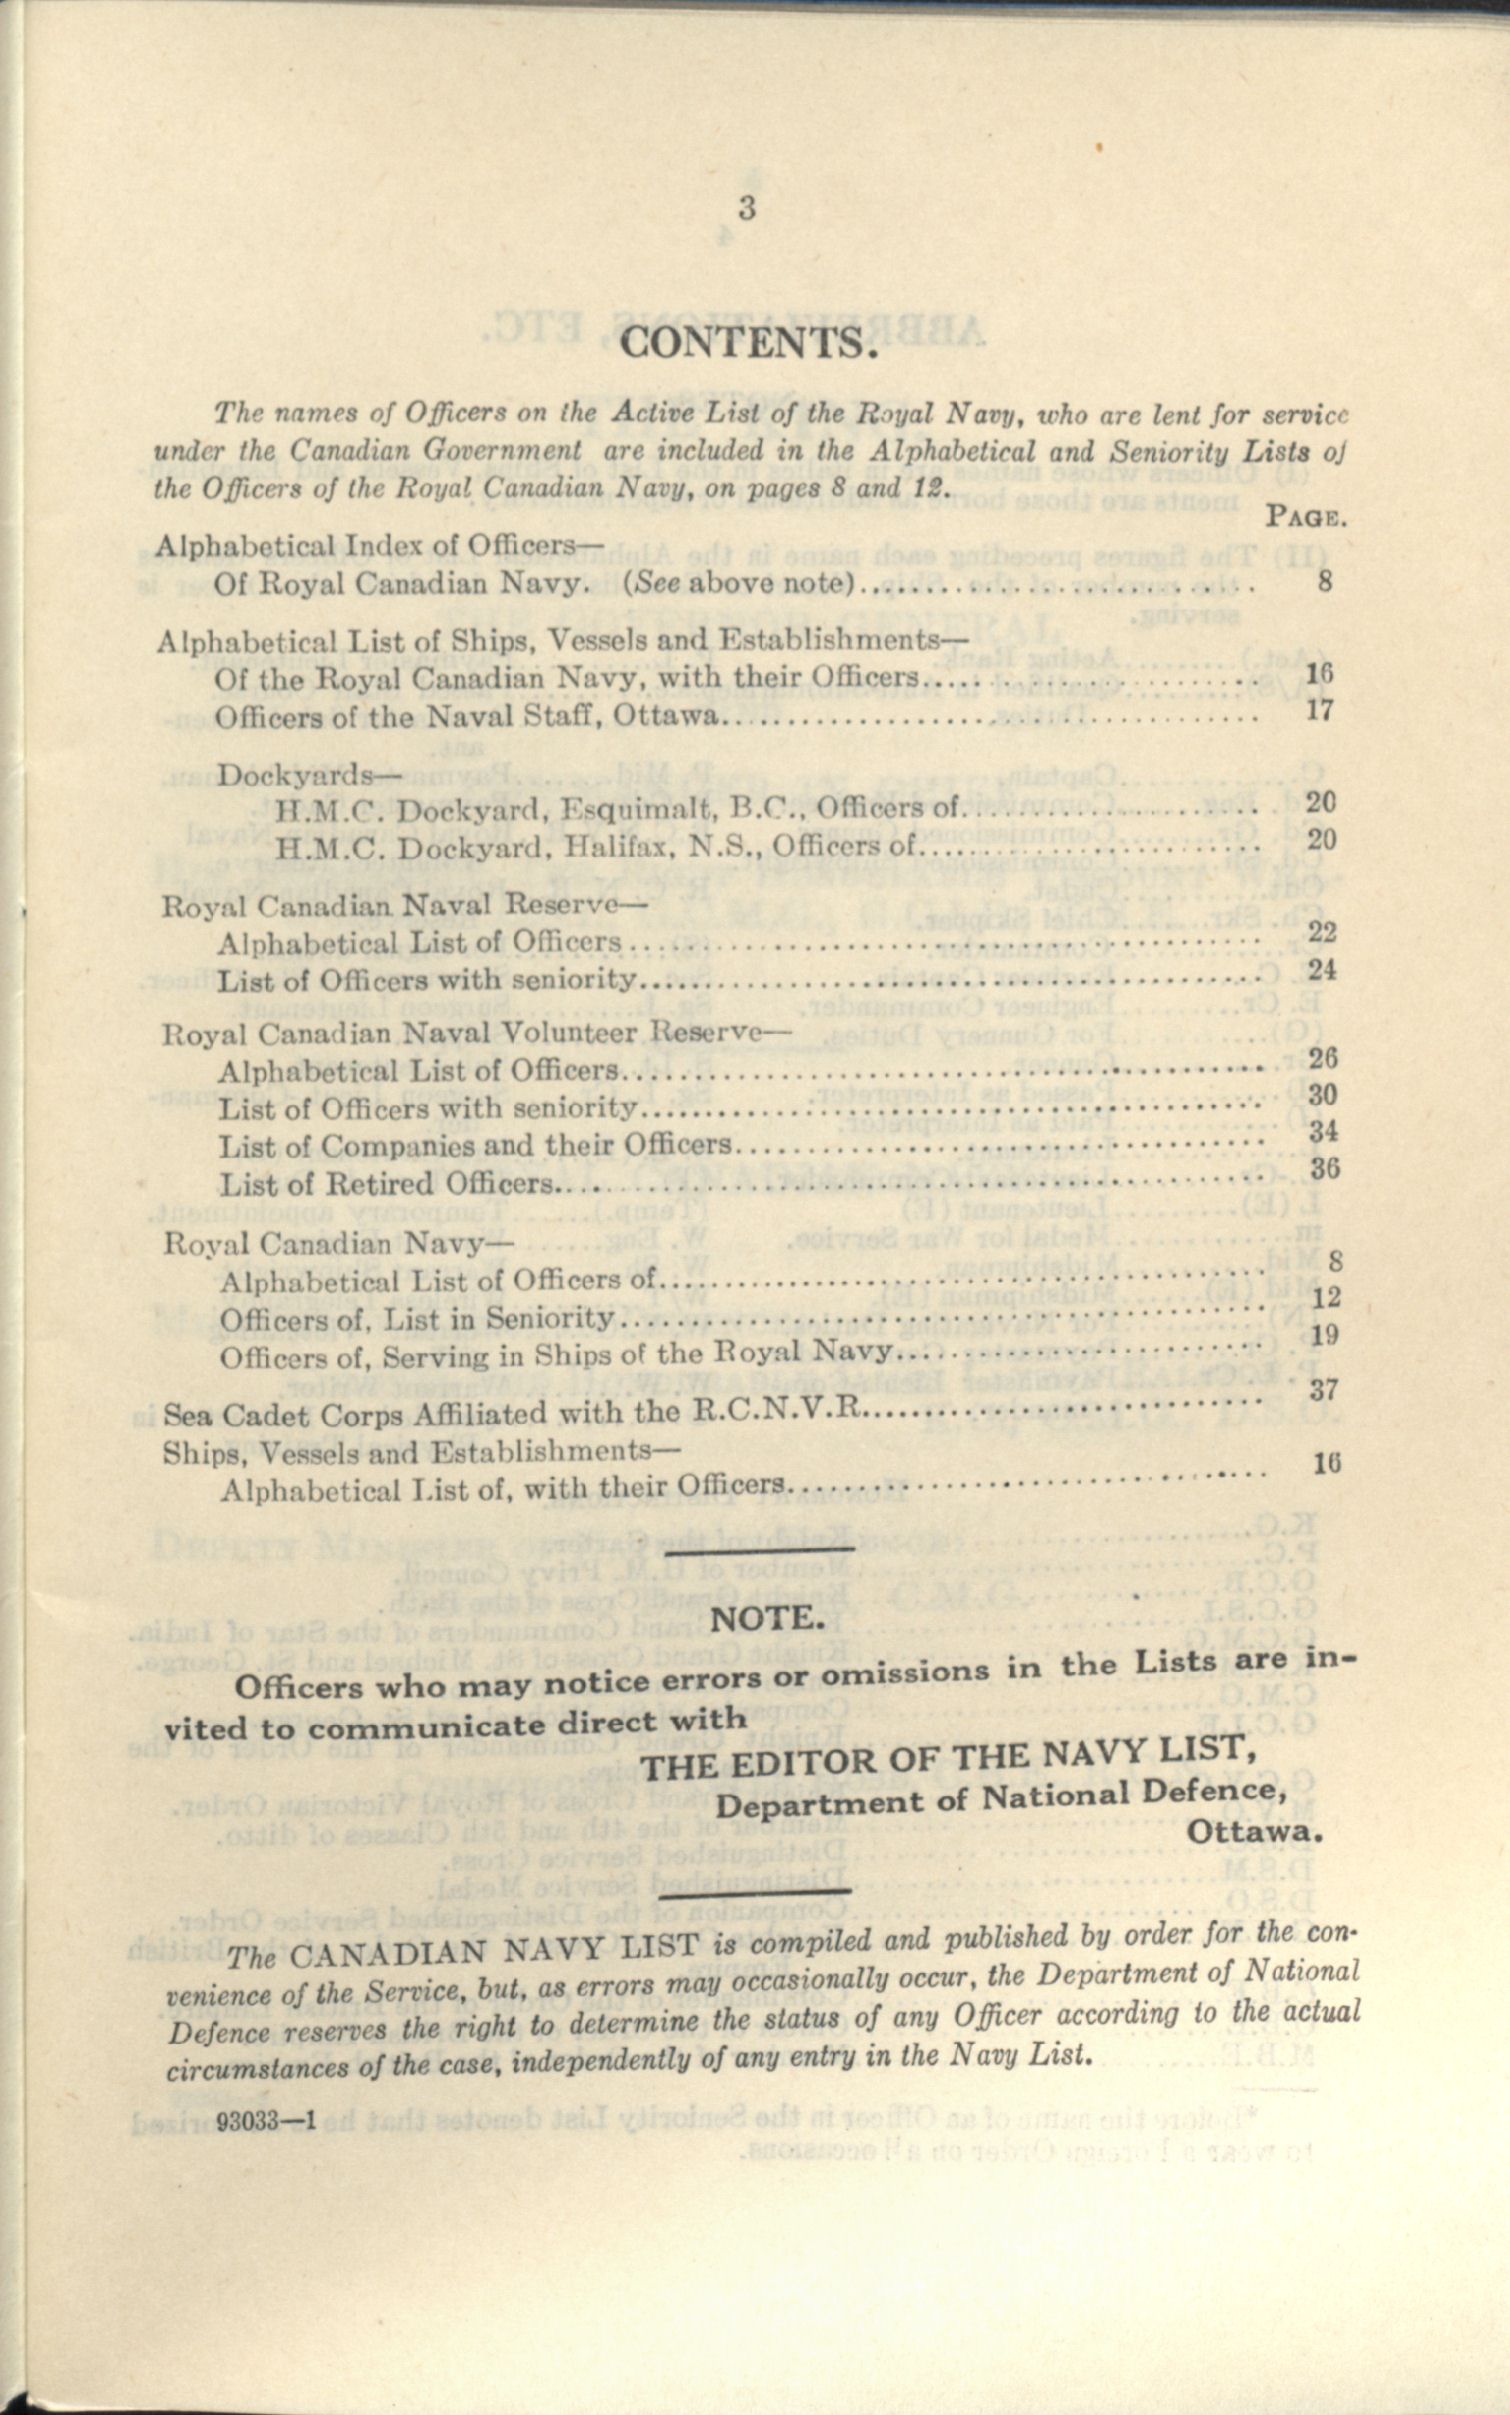 3
CONTENTS.
The names of Officers on the Active List of the Royal Navy, who are lent for service
under the Canadian Government are included in the Alphabetical and Seniority Lists of
the Officers of the Royal Canadian Navy, on pages 8 and 12.
PAGE.
Alphabetical Index of Officers—
Of Royal Canadian Navy. (See above note) 8
Alphabetical List of Ships, Vessels and Establishments—
Of the Royal Canadian Navy, with their Officers 16
Officers of the Naval Staff, Ottawa 17
Dockyards—
H.M.C. Dockyard, Esquimalt, B.C., Officers of 20
H.M.C. Dockyard, Halifax, N.S., Officers of 20
Royal Canadian Naval Reserve—
Alphabetical List of Officers 22
List of Officers with seniority 24
Royal Canadian Naval Volunteer Reserve—
Alphabetical List of Officers 26
List of Officers with seniority 30
List of Companies and their Officers 34
List of Retired Officers 36
Royal Canadian Navy—
Alphabetical List of Officers of 8
Officers of, List in Seniority 12
Officers of, Serving in Ships of the Royal Navy 19
Sea Cadet Corps Affiliated with the R.C.N.V.R. 37
Ships, Vessels and Establishments—
Alphabetical List of, with their Officers 16
NOTE.
Officers who may notice errors or omissions in the Lists are in-
vited to communicate direct with
THE EDITOR OF THE NAVY LIST,
Department of National Defence,
Ottawa.
The CANADIAN NAVY LIST is compiled and published by order for the con-
venience of the Service, but, as errors may occasionally occur, the Department of National
Defence reserves the right to determine the status of any Officer according to the actual
circumstances of the case, independently of any entry in the Navy List.
93033—1